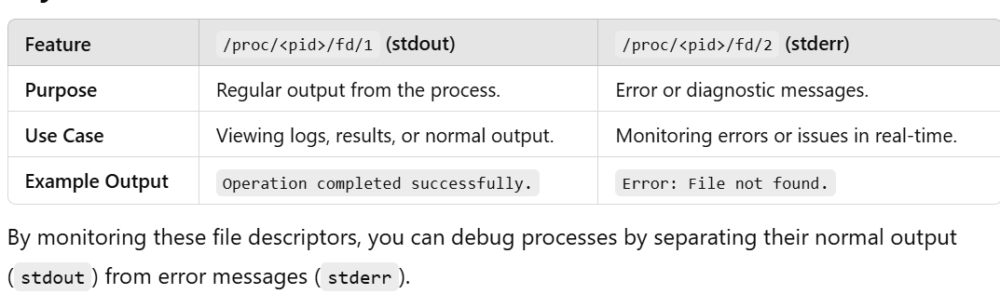 Feature /proc/<pid>/fd/1 (stdout) /proc/<pid>/fd/2 (stderr)
Purpose Regular output from the process. Error or diagnostic messages.
Use Case Viewing logs, results, or normal output. Monitoring errors or issues in real-time.
Example Output Operation completed successfully. Error: File not found.
By monitoring these file descriptors, you can debug processes by separating their normal output
(stdout) from error messages (stderr).